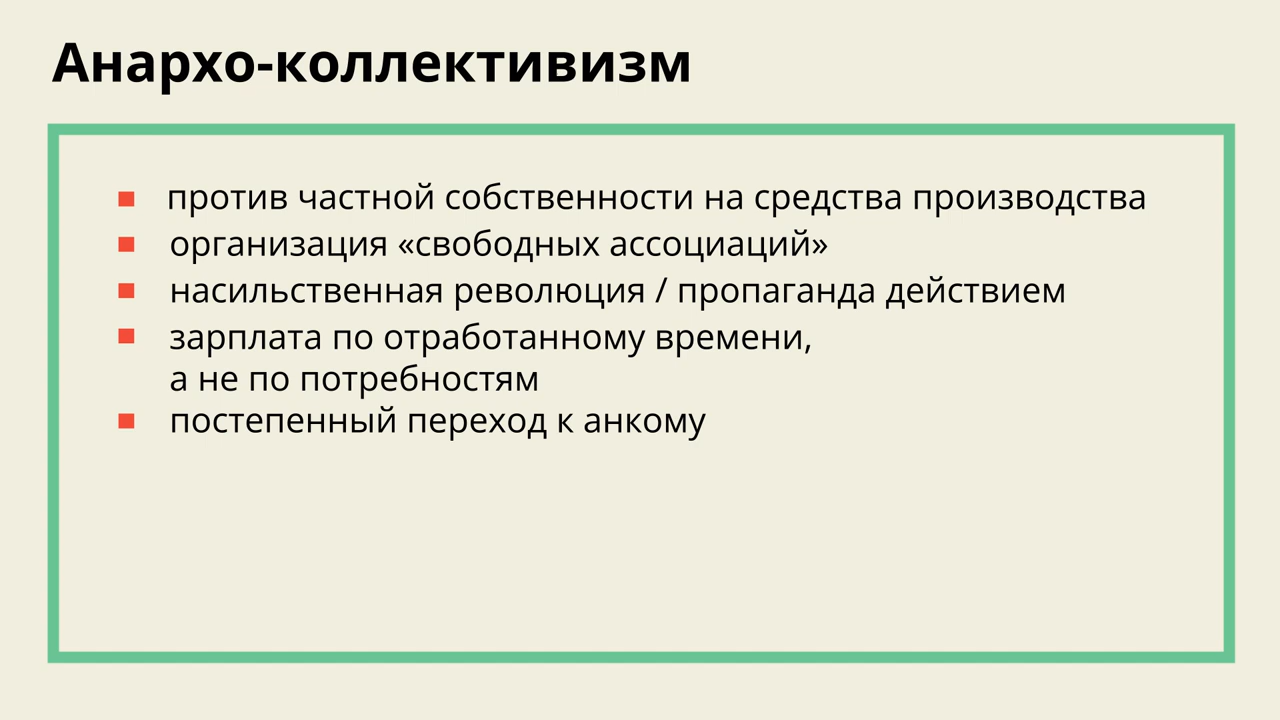 Анархо-коллективизм
против частной собственности на средства производства
организация «свободных ассоциаций»
насильственная революция / пропаганда действием
зарплата по отработанному времени,
а не по потребностям
постепенный переход к анкому